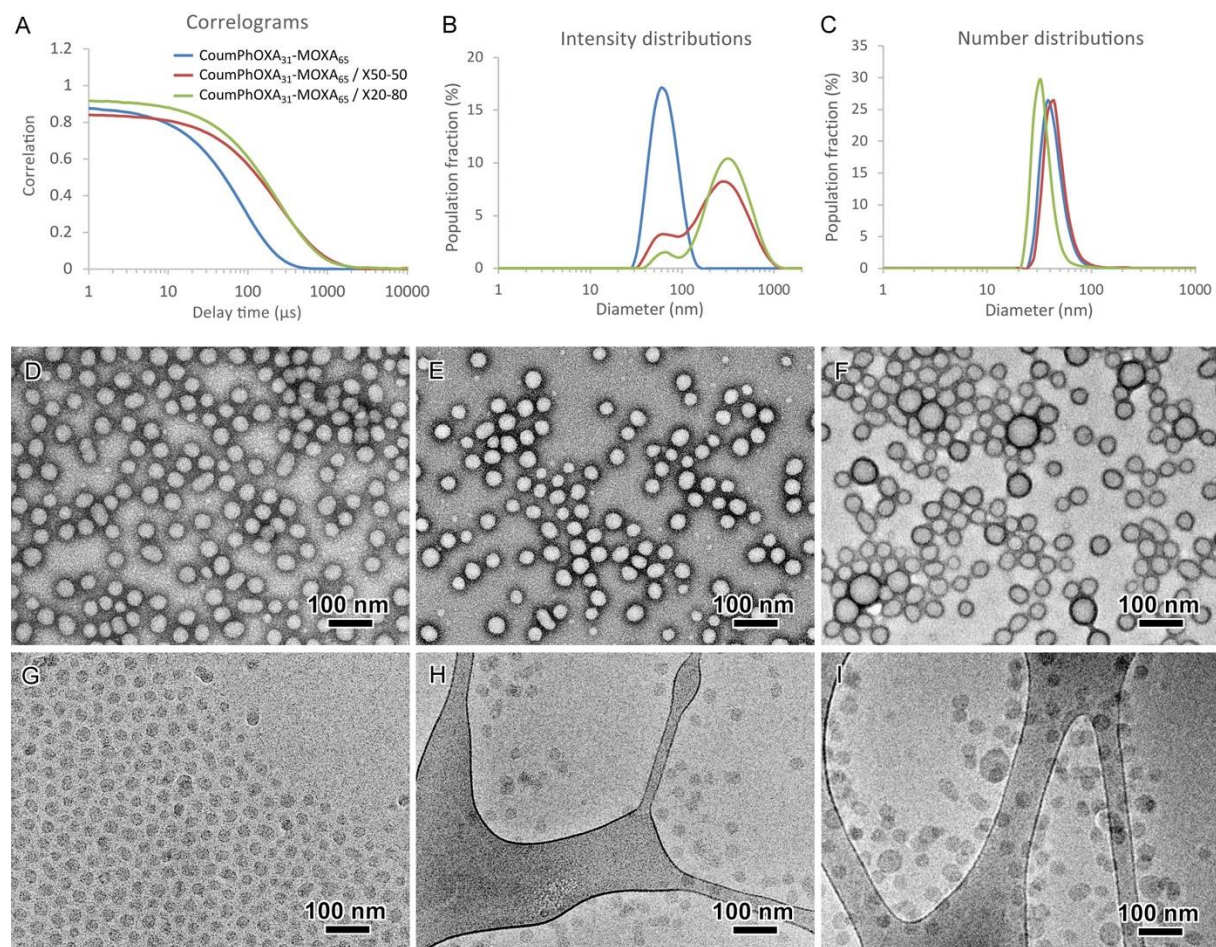 A
Correlograms
1.2
1
0.8
0.6
0.4
0.2
0
Correlation
1
10
100
1000
10000
Delay time (µs)
CoumPhOXA₃₁-MOXA₆₅
CoumPhOXA₃₁-MOXA₆₅ / X50-50
CoumPhOXA₃₁-MOXA₆₅ / X20-80
B
Intensity distributions
20
15
10
5
0
Population fraction (%)
1
10
100
1000
Diameter (nm)
C
Number distributions
35
30
25
20
15
10
5
0
Population fraction (%)
1
10
100
1000
Diameter (nm)
D
100 nm
E
100 nm
F
100 nm
G
100 nm
H
100 nm
I
100 nm